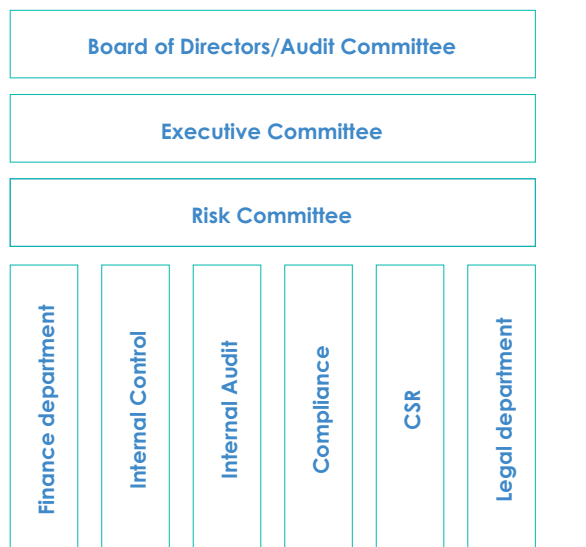 Board of Directors/Audit Committee
Executive Committee
Risk Committee
Finance department
Internal Control
Internal Audit
Compliance
CSR
Legal department